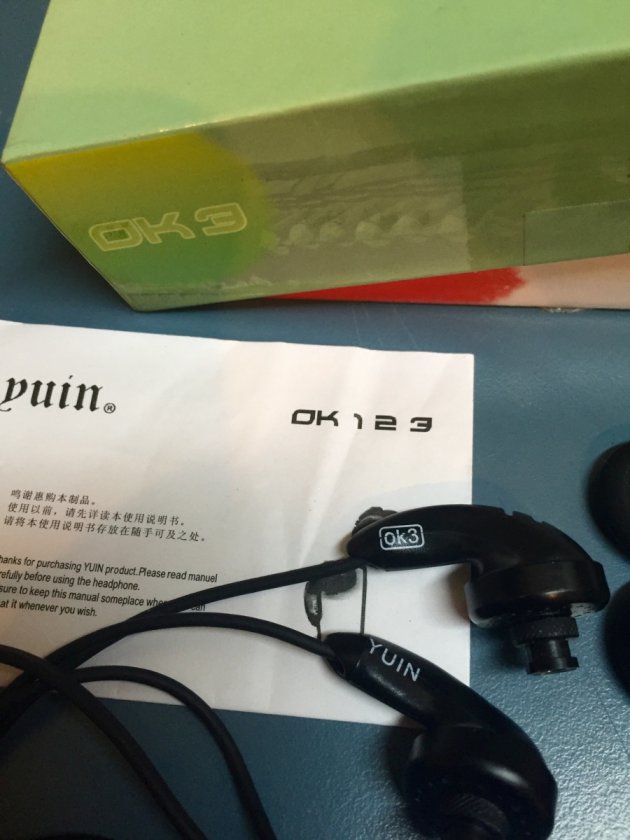 OK3
yuin®
OK 1 2 3
鸣谢惠购本制品。
使用以前，请先详读本使用说明书。
请将本使用说明书存放在随手可及之处。
hanks for purchasing YUIN product.Please read manuel
efully before using the headphone.
sure to keep this manual someplace
at it whenever you wish.
ok3
YUIN